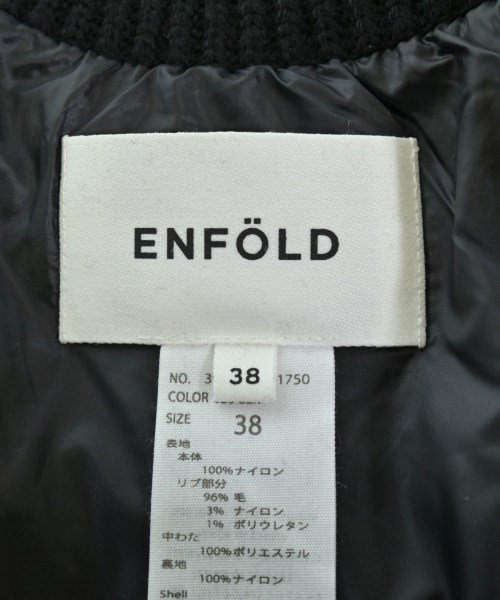 ENFÖLD
38
NO. 3 1750
COLOR
SIZE 38
表地
本体
100%ナイロン
リブ部分
96% 毛
3% ナイロン
1% ポリウレタン
中わた
100%ポリエステル
裏地
100%ナイロン
Shell